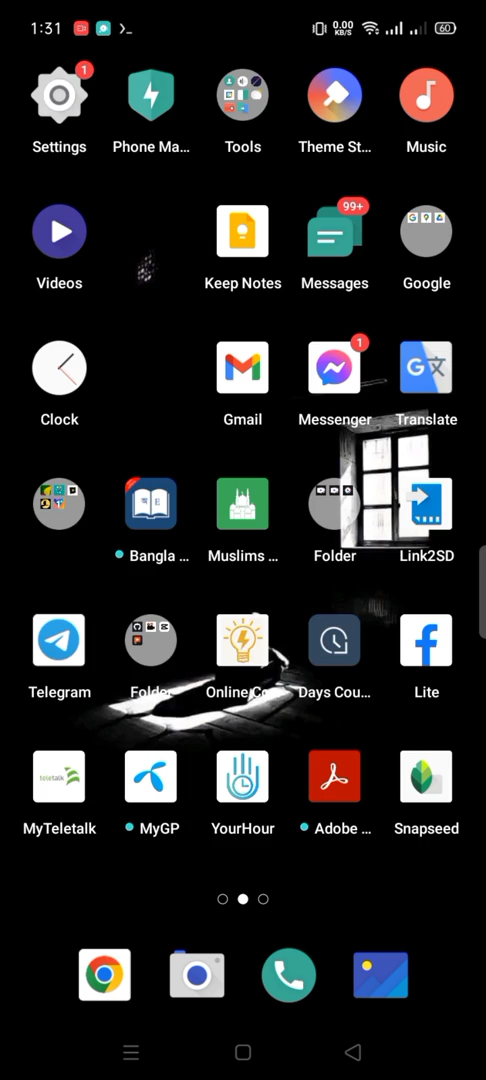 1:31 0.00 KB/S 60
1
Settings Phone Ma... Tools Theme St... Music
99+
Videos Keep Notes Messages Google
1
Clock Gmail Messenger Translate
Bangla ... Muslims ... Folder Link2SD
Telegram Folder Online Co... Days Cou... Lite
teletalk
MyTeletalk MyGP YourHour Adobe ... Snapseed